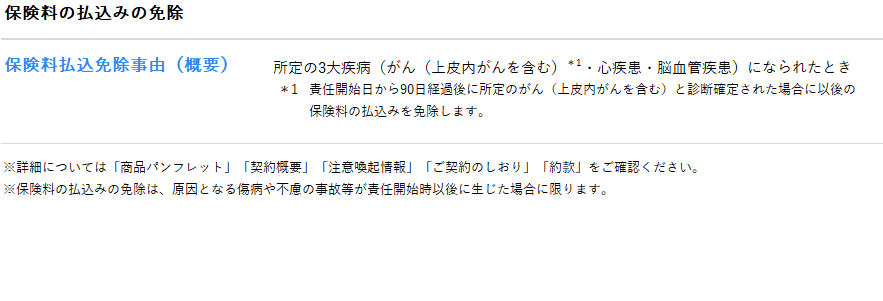 保険料の払込みの免除
保険料払込免除事由（概要）
所定の3大疾病（がん（上皮内がんを含む）＊1・心疾患・脳血管疾患）になられたとき
＊1 責任開始日から90日経過後に所定のがん（上皮内がんを含む）と診断確定された場合に以後の
保険料の払込みを免除します。
※詳細については「商品パンフレット」「契約概要」「注意喚起情報」「ご契約のしおり」「約款」をご確認ください。
※保険料の払込みの免除は、原因となる傷病や不慮の事故等が責任開始時以後に生じた場合に限ります。